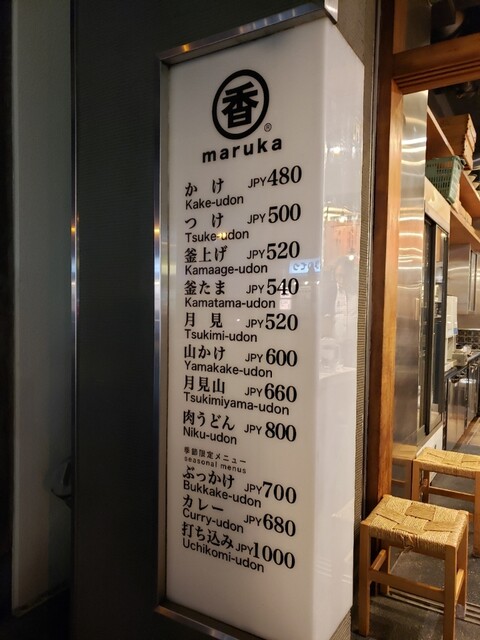 香
®
maruka
かけ JPY480
Kake-udon
つけ JPY500
Tsuke-udon
釜上げ JPY520
Kamaage-udon
釜たま JPY540
Kamatama-udon
月見 JPY520
Tsukimi-udon
山かけ JPY600
Yamakake-udon
月見山 JPY660
Tsukimiyama-udon
肉うどん JPY800
Niku-udon
季節限定メニュー
seasonal menus
ぶっかけ JPY700
Bukkake-udon
カレー JPY680
Curry-udon
打ち込み JPY1000
Uchikomi-udon